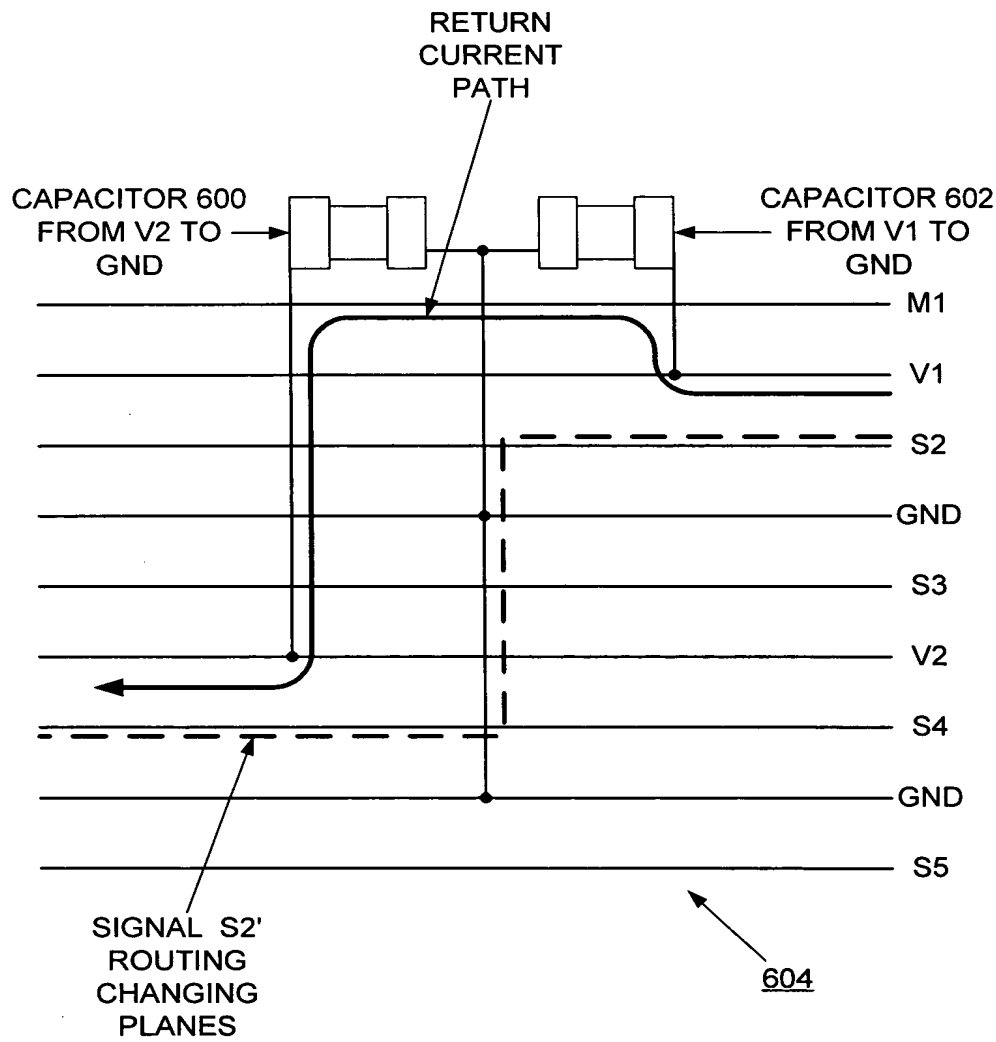 RETURN
CURRENT
PATH
CAPACITOR 600
FROM V2 TO
GND
CAPACITOR 602
FROM V1 TO
GND
M1
V1
S2
GND
S3
V2
S4
GND
S5
SIGNAL S2'
ROUTING
CHANGING
PLANES
604